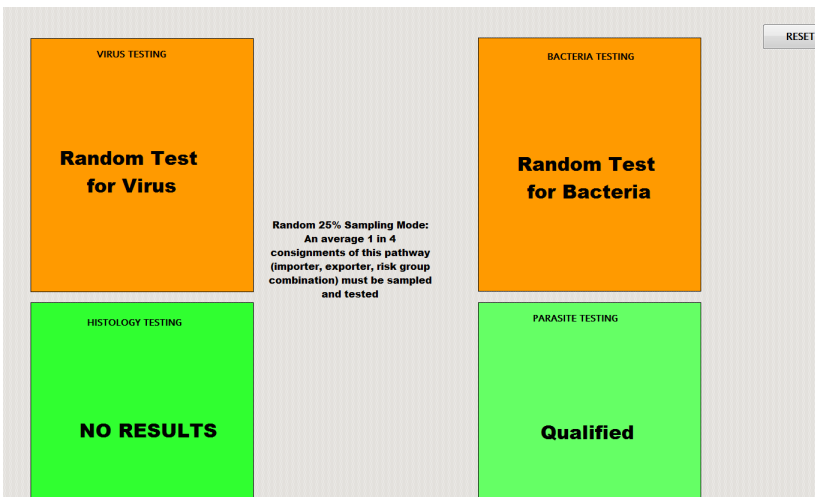 RESET
VIRUS TESTING
Random Test
for Virus
BACTERIA TESTING
Random Test
for Bacteria
Random 25% Sampling Mode:
An average 1 in 4
consignments of this pathway
(importer, exporter, risk group
combination) must be sampled
and tested
HISTOLOGY TESTING
NO RESULTS
PARASITE TESTING
Qualified